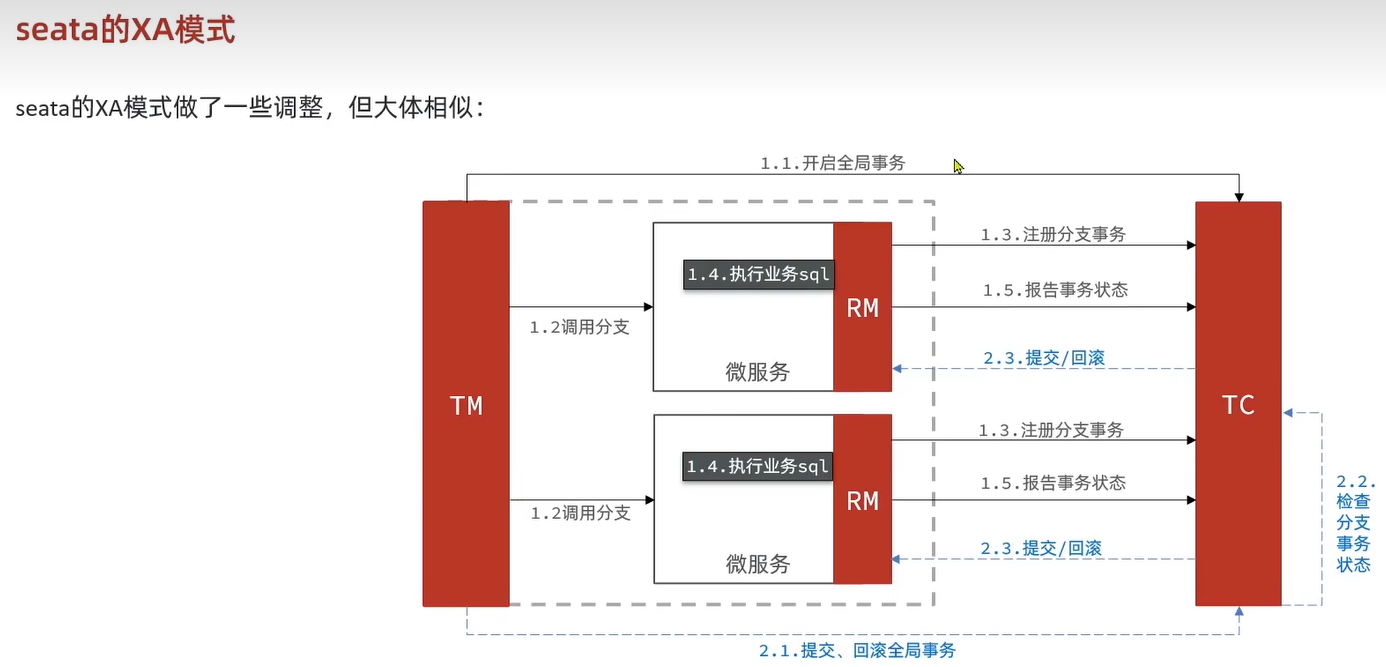 seata的XA模式
seata的XA模式做了一些调整，但大体相似：
1.1.开启全局事务
1.3.注册分支事务
1.4.执行业务sql
1.5.报告事务状态
RM
1.2调用分支
2.3.提交/回滚
微服务
TM
TC
1.3.注册分支事务
1.4.执行业务sql
1.5.报告事务状态
RM
1.2调用分支
2.3.提交/回滚
微服务
2.2.
检查
分支
事务
状态
2.1.提交、回滚全局事务